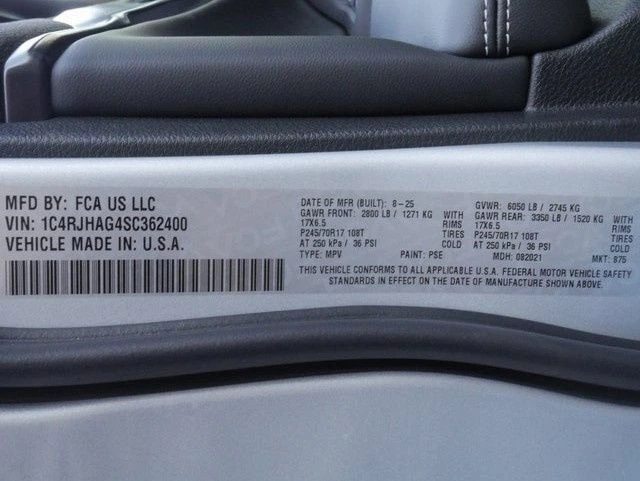 MFD BY: FCA US LLC
VIN: 1C4RJHAG4SC362400
VEHICLE MADE IN: U.S.A.
DATE OF MFR (BUILT): 8-25 GVWR: 6050 LB / 2745 KG
GAWR FRONT: 2800 LB / 1271 KG WITH GAWR REAR: 3350 LB / 1520 KG WITH
17X6.5 RIMS 17X6.5 RIMS
P245/70R17 108T TIRES P245/70R17 108T TIRES
AT 250 kPa / 36 PSI COLD AT 250 kPa / 36 PSI COLD
TYPE: MPV PAINT: PSE MDH: 082021 MKT: 875
THIS VEHICLE CONFORMS TO ALL APPLICABLE U.S.A. FEDERAL MOTOR VEHICLE SAFETY
STANDARDS IN EFFECT ON THE DATE OF MANUFACTURE SHOWN ABOVE.